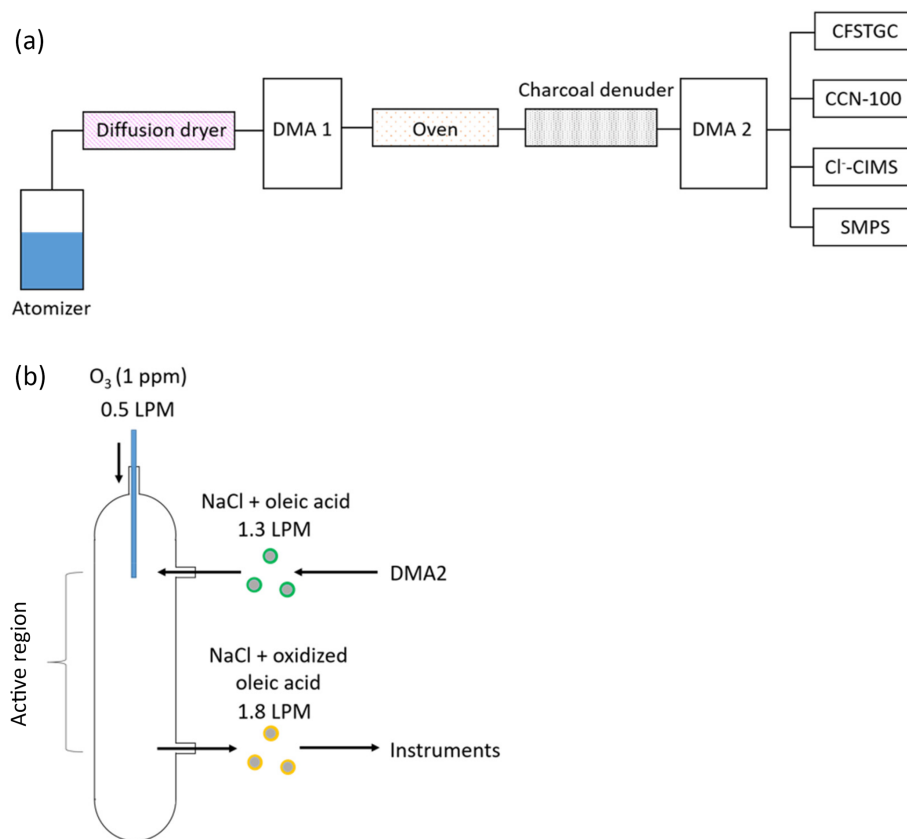 (a)
CFSTGC
Charcoal denuder
CCN-100
Diffusion dryer
DMA 1
Oven
DMA 2
Cl⁻-CIMS
SMPS
Atomizer
(b)
O₃ (1 ppm)
0.5 LPM
NaCl + oleic acid
1.3 LPM
DMA2
Active region
NaCl + oxidized
oleic acid
1.8 LPM
Instruments